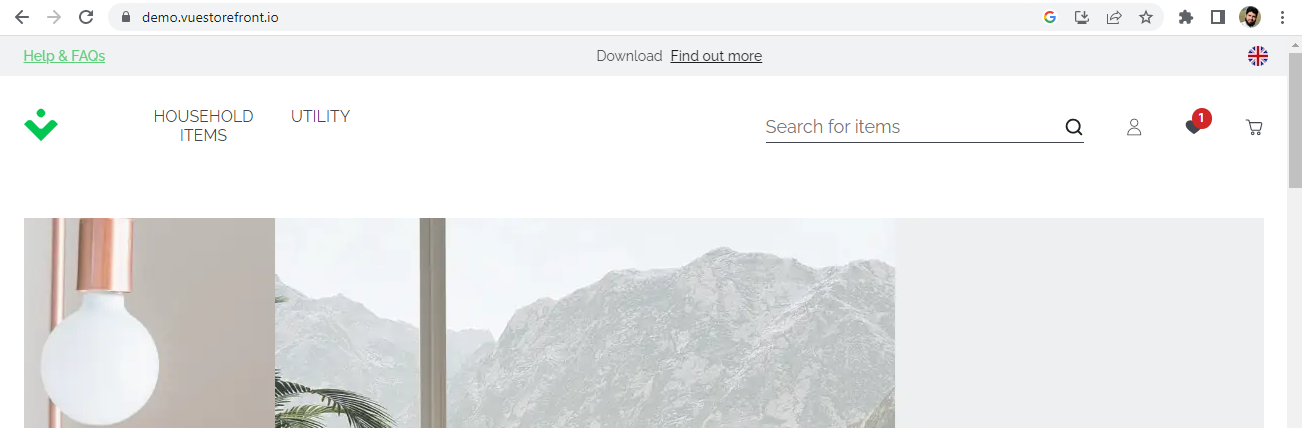 demo.vuestorefront.io
Help & FAQs
Download Find out more
HOUSEHOLD
ITEMS
UTILITY
Search for items
1